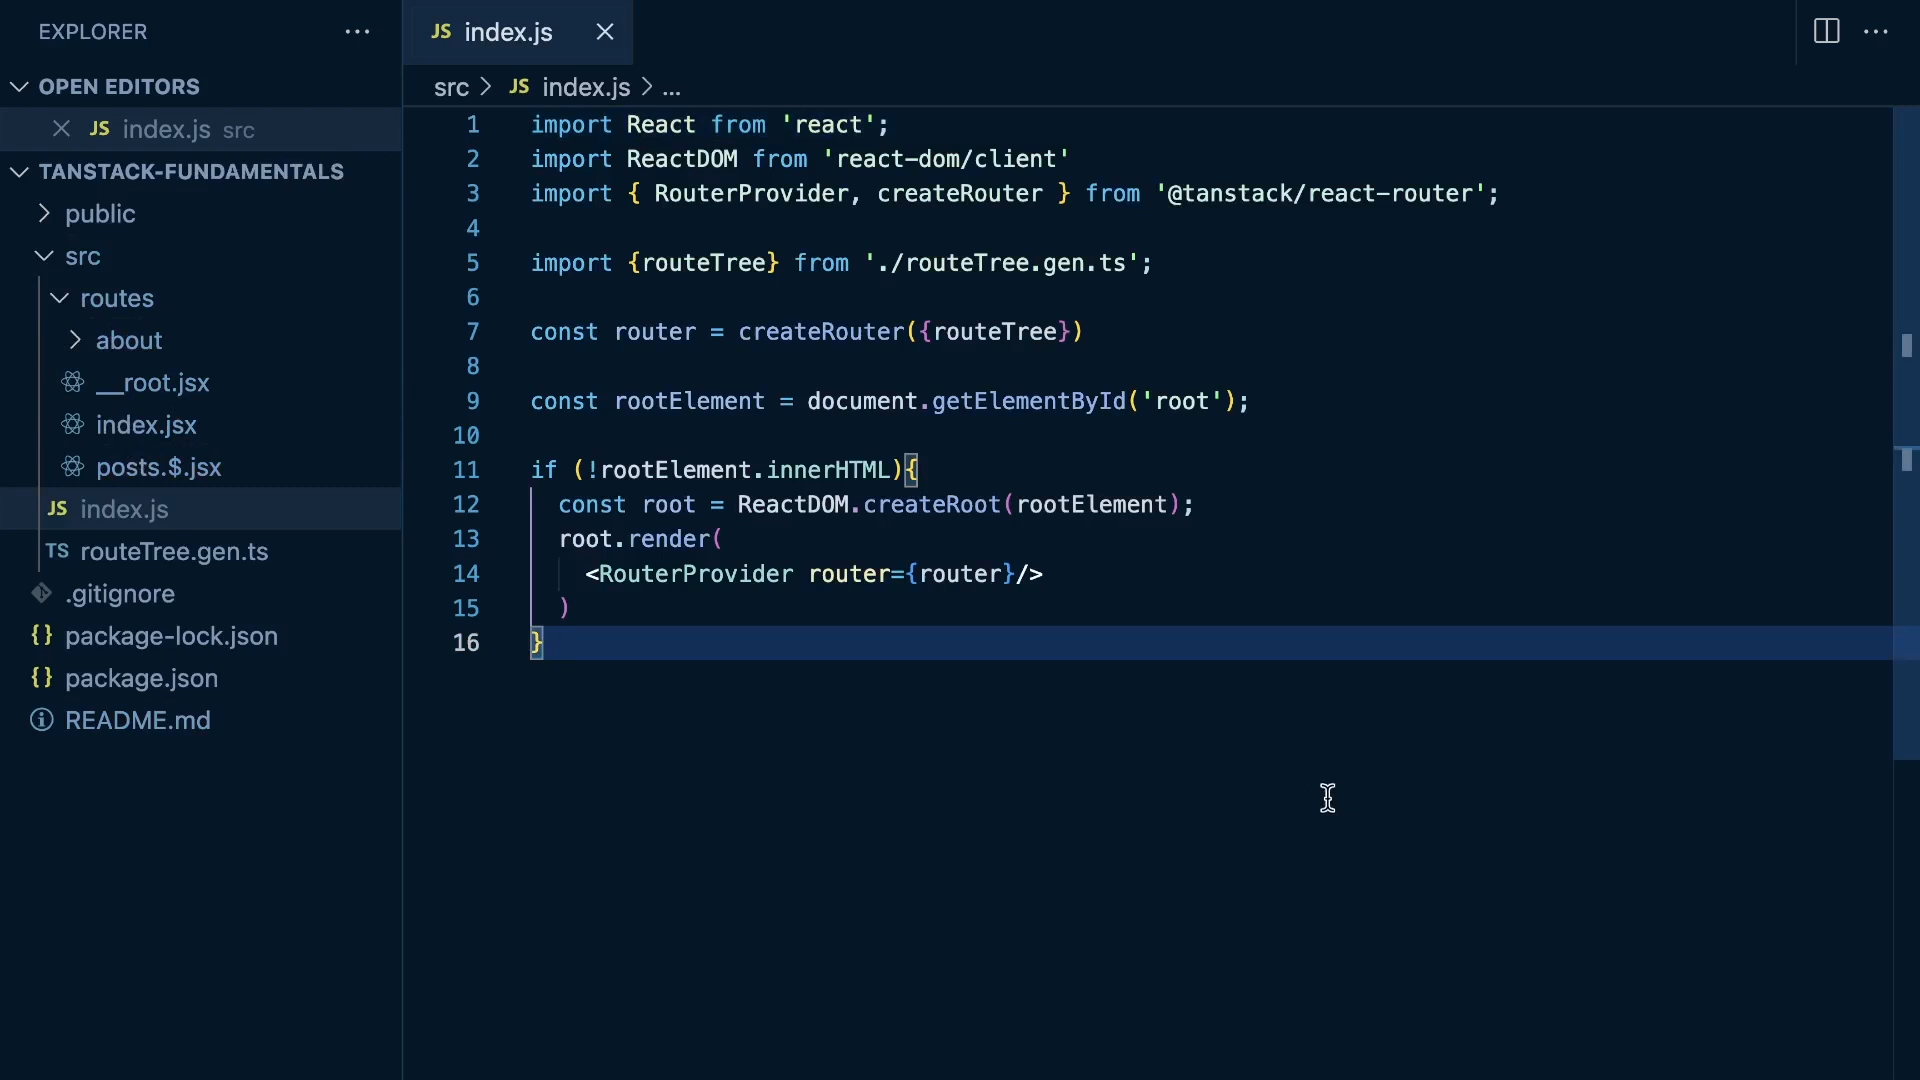 EXPLORER
OPEN EDITORS
JS index.js src
TANSTACK-FUNDAMENTALS
public
src
routes
about
__root.jsx
index.jsx
posts.$.jsx
JS index.js
TS routeTree.gen.ts
.gitignore
{} package-lock.json
{} package.json
README.md
JS index.js
src > JS index.js > ...
1 import React from 'react';
2 import ReactDOM from 'react-dom/client'
3 import { RouterProvider, createRouter } from '@tanstack/react-router';
4
5 import {routeTree} from './routeTree.gen.ts';
6
7 const router = createRouter({routeTree})
8
9 const rootElement = document.getElementById('root');
10
11 if (!rootElement.innerHTML){
12 const root = ReactDOM.createRoot(rootElement);
13 root.render(
14 <RouterProvider router={router}/>
15 )
16 }